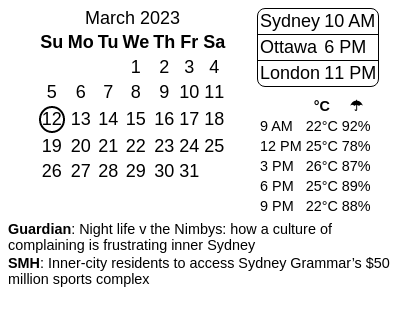 March 2023
Su Mo Tu We Th Fr Sa
1 2 3 4
5 6 7 8 9 10 11
12 13 14 15 16 17 18
19 20 21 22 23 24 25
26 27 28 29 30 31
Sydney 10 AM
Ottawa 6 PM
London 11 PM
°C ☂
9 AM 22°C 92%
12 PM 25°C 78%
3 PM 26°C 87%
6 PM 25°C 89%
9 PM 22°C 88%
Guardian: Night life v the Nimbys: how a culture of
complaining is frustrating inner Sydney
SMH: Inner-city residents to access Sydney Grammar’s $50
million sports complex